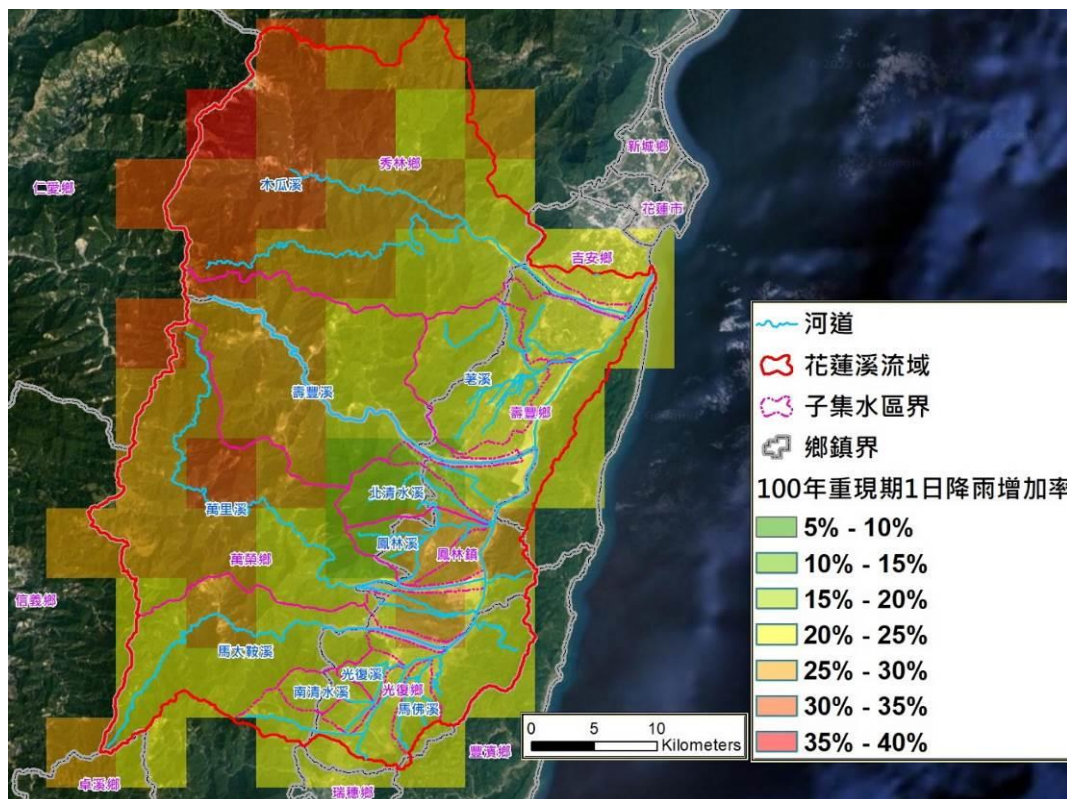 新城鄉
秀林鄉
仁愛鄉
木瓜溪
花蓮市
吉安鄉
壽豐溪
荖溪
壽豐鄉
北清水溪
萬里溪
鳳林溪
鳳林鎮
萬榮鄉
信義鄉
馬太鞍溪
光復溪
南清水溪
光復鄉
馬佛溪
豐濱鄉
卓溪鄉
瑞穗鄉
0 5 10
Kilometers
河道
花蓮溪流域
子集水區界
鄉鎮界
100年重現期1日降雨增加率
5% - 10%
10% - 15%
15% - 20%
20% - 25%
25% - 30%
30% - 35%
35% - 40%